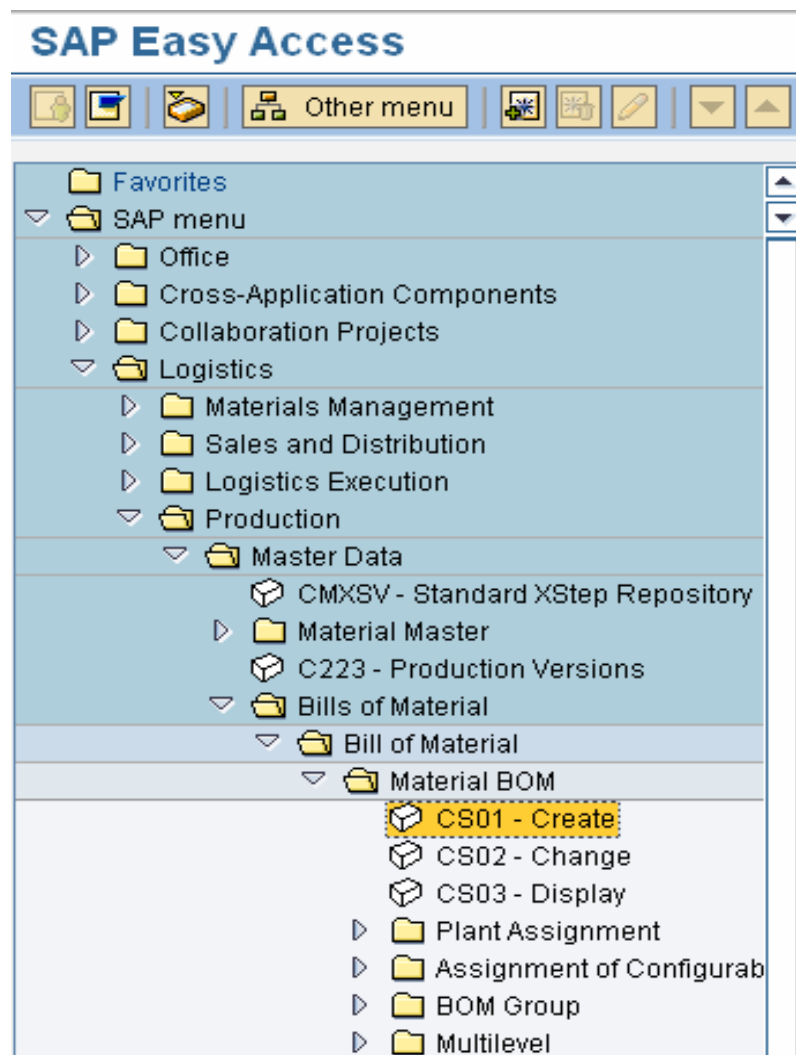 SAP Easy Access
Other menu
Favorites
SAP menu
Office
Cross-Application Components
Collaboration Projects
Logistics
Materials Management
Sales and Distribution
Logistics Execution
Production
Master Data
CMXSV - Standard XStep Repository
Material Master
C223 - Production Versions
Bills of Material
Bill of Material
Material BOM
CS01 - Create
CS02 - Change
CS03 - Display
Plant Assignment
Assignment of Configurab
BOM Group
Multilevel